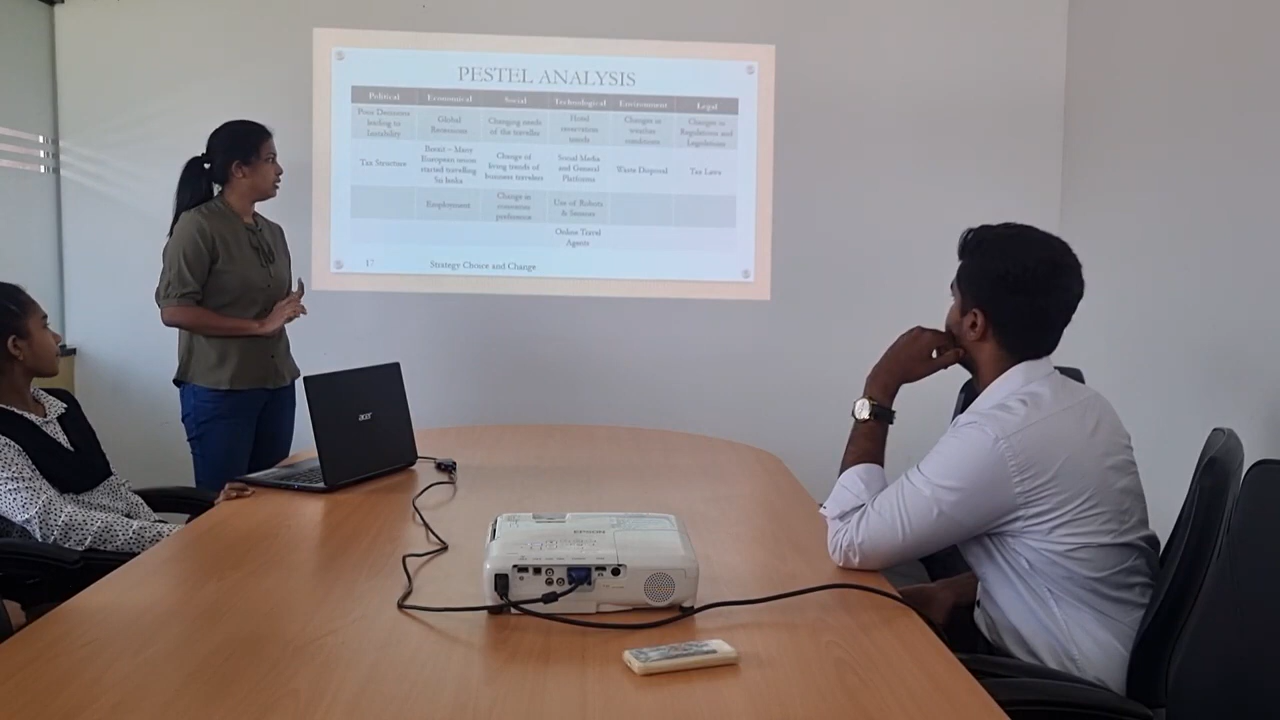 PESTEL ANALYSIS
Political Economical Social Technological Environment Legal
Poor Decisions leading to Instability
Global Recessions
Changing needs of the traveller
Hotel reservation trends
Changes in weather conditions
Changes in Regulations and Legislations
Tax Structure
Brexit – Many European union started travelling Sri lanka
Change of living trends of business travelers
Social Media and General Platforms
Waste Disposal
Tax Laws
Employment
Change in preference
Use of Robots & Sensors
Online Travel Agents
17 Strategy Choice and Change
acer
EPSON